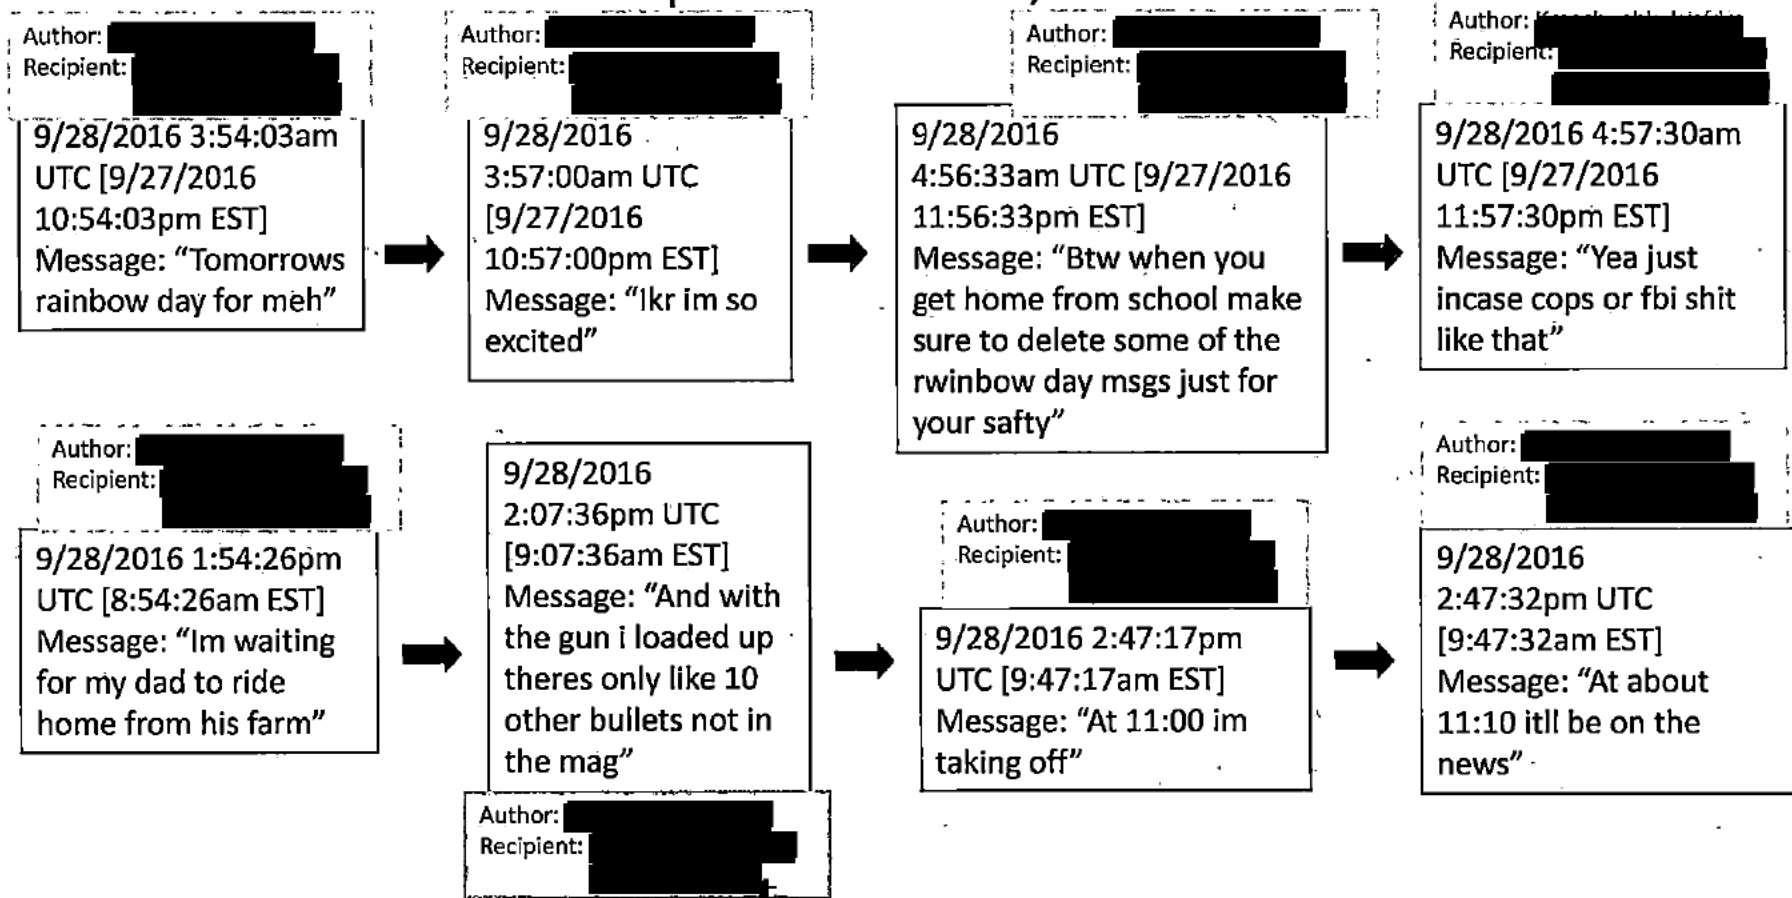 Author:
Recipient:
9/28/2016 3:54:03am
UTC [9/27/2016
10:54:03pm EST]
Message: “Tomorrows
rainbow day for meh”
Author:
Recipient:
9/28/2016
3:57:00am UTC
[9/27/2016
10:57:00pm EST]
Message: “Ikr im so
excited”
Author:
Recipient:
9/28/2016
4:56:33am UTC [9/27/2016
11:56:33pm EST]
Message: “Btw when you
get home from school make
sure to delete some of the
rwinbow day msgs just for
your safty”
Author:
Recipient:
9/28/2016 4:57:30am
UTC [9/27/2016
11:57:30pm EST]
Message: “Yea just
incase cops or fbi shit
like that”
Author:
Recipient:
9/28/2016 1:54:26pm
UTC [8:54:26am EST]
Message: “Im waiting
for my dad to ride
home from his farm”
9/28/2016
2:07:36pm UTC
[9:07:36am EST]
Message: “And with
the gun i loaded up
theres only like 10
other bullets not in
the mag”
Author:
Recipient:
Author:
Recipient:
9/28/2016 2:47:17pm
UTC [9:47:17am EST]
Message: “At 11:00 im
taking off”
Author:
Recipient:
9/28/2016
2:47:32pm UTC
[9:47:32am EST]
Message: “At about
11:10 itll be on the
news”